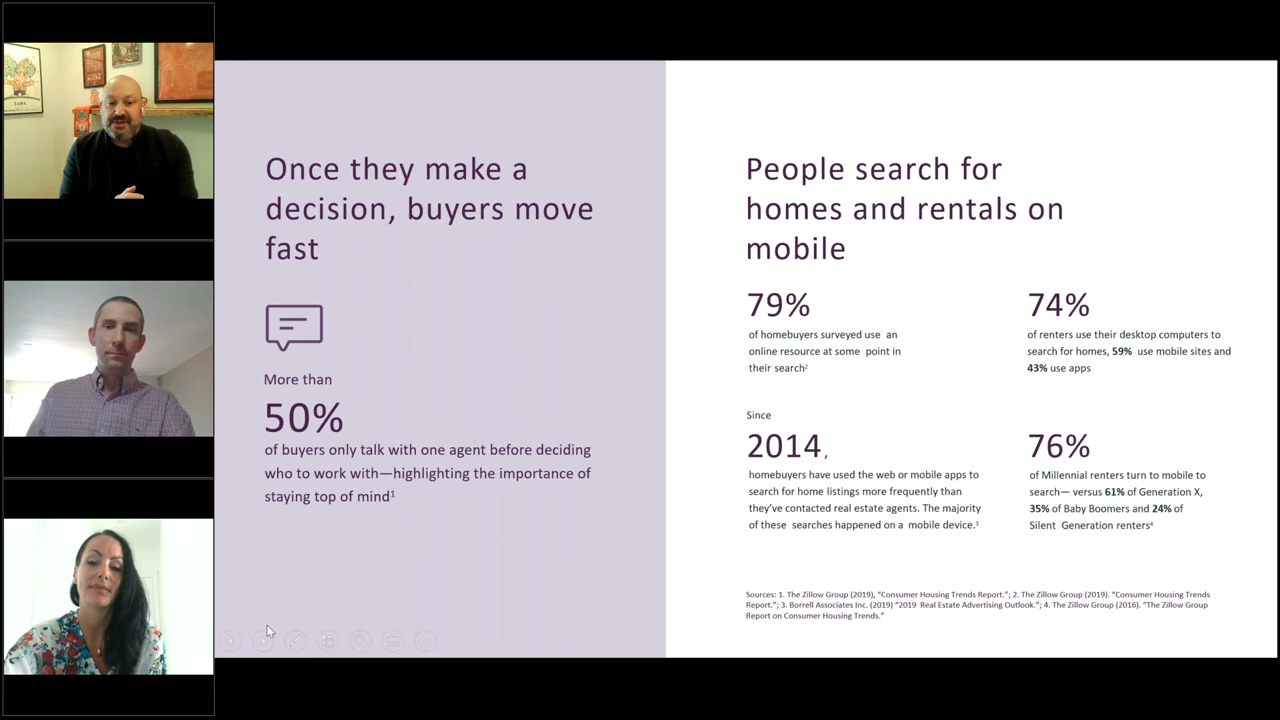 Once they make a
decision, buyers move
fast
More than
50%
of buyers only talk with one agent before deciding
who to work with—highlighting the importance of
staying top of mind¹
People search for
homes and rentals on
mobile
79%
of homebuyers surveyed use an
online resource at some point in
their search²
74%
of renters use their desktop computers to
search for homes, 59% use mobile sites and
43% use apps
Since
2014,
homebuyers have used the web or mobile apps to
search for home listings more frequently than
they've contacted real estate agents. The majority
of these searches happened on a mobile device.³
76%
of Millennial renters turn to mobile to
search— versus 61% of Generation X,
35% of Baby Boomers and 24% of
Silent Generation renters⁴
Sources: 1. The Zillow Group (2019), "Consumer Housing Trends Report."; 2. The Zillow Group (2019). "Consumer Housing Trends
Report."; 3. Borrell Associates Inc. (2019) "2019 Real Estate Advertising Outlook."; 4. The Zillow Group (2016). "The Zillow Group
Report on Consumer Housing Trends."